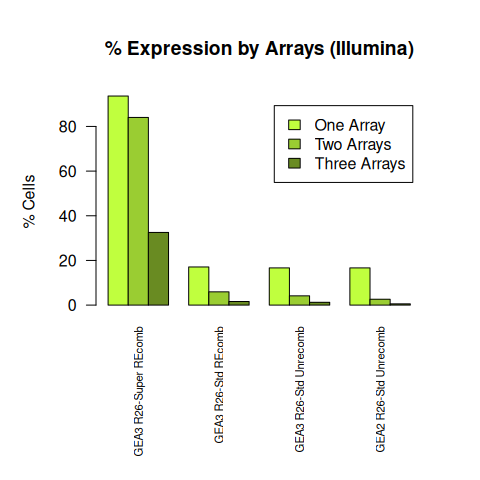 % Expression by Arrays (Illumina)
One Array
Two Arrays
Three Arrays
% Cells
80
60
40
20
0
GEA3 R26-Super REcomb
GEA3 R26-Std REcomb
GEA3 R26-Std Unrecomb
GEA2 R26-Std Unrecomb